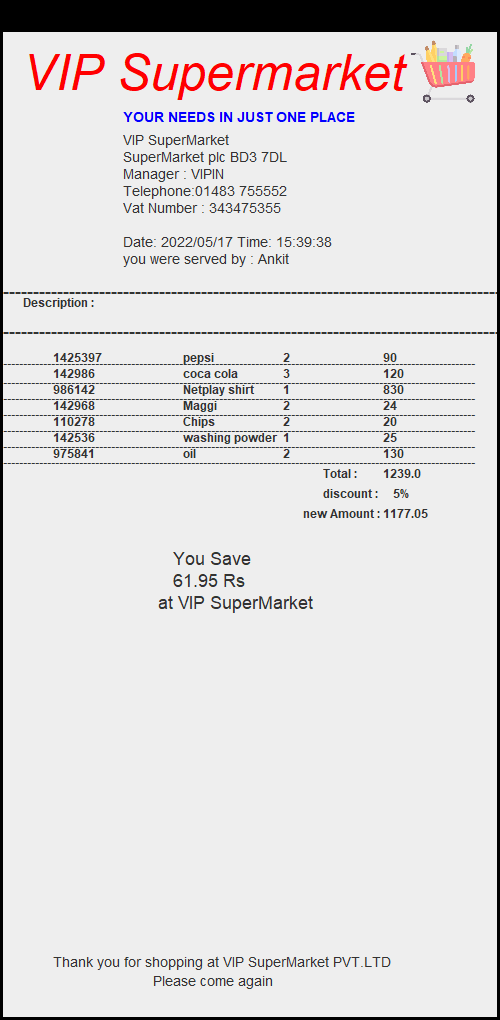 VIP Supermarket
YOUR NEEDS IN JUST ONE PLACE
VIP SuperMarket
SuperMarket plc BD3 7DL
Manager : VIPIN
Telephone:01483 755552
Vat Number : 343475355
Date: 2022/05/17 Time: 15:39:38
you were served by : Ankit
Description :
1425397 pepsi 2 90
142986 coca cola 3 120
986142 Netplay shirt 1 830
142968 Maggi 2 24
110278 Chips 2 20
142536 washing powder 1 25
975841 oil 2 130
Total : 1239.0
discount : 5%
new Amount : 1177.05
You Save
61.95 Rs
at VIP SuperMarket
Thank you for shopping at VIP SuperMarket PVT.LTD
Please come again